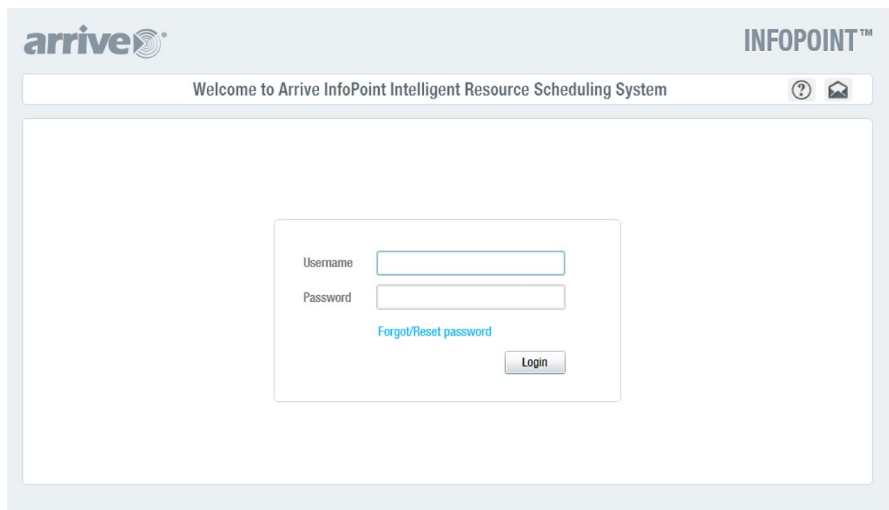 arrive
INFOPOINT™
Welcome to Arrive InfoPoint Intelligent Resource Scheduling System
?
Username
Password
Forgot/Reset password
Login